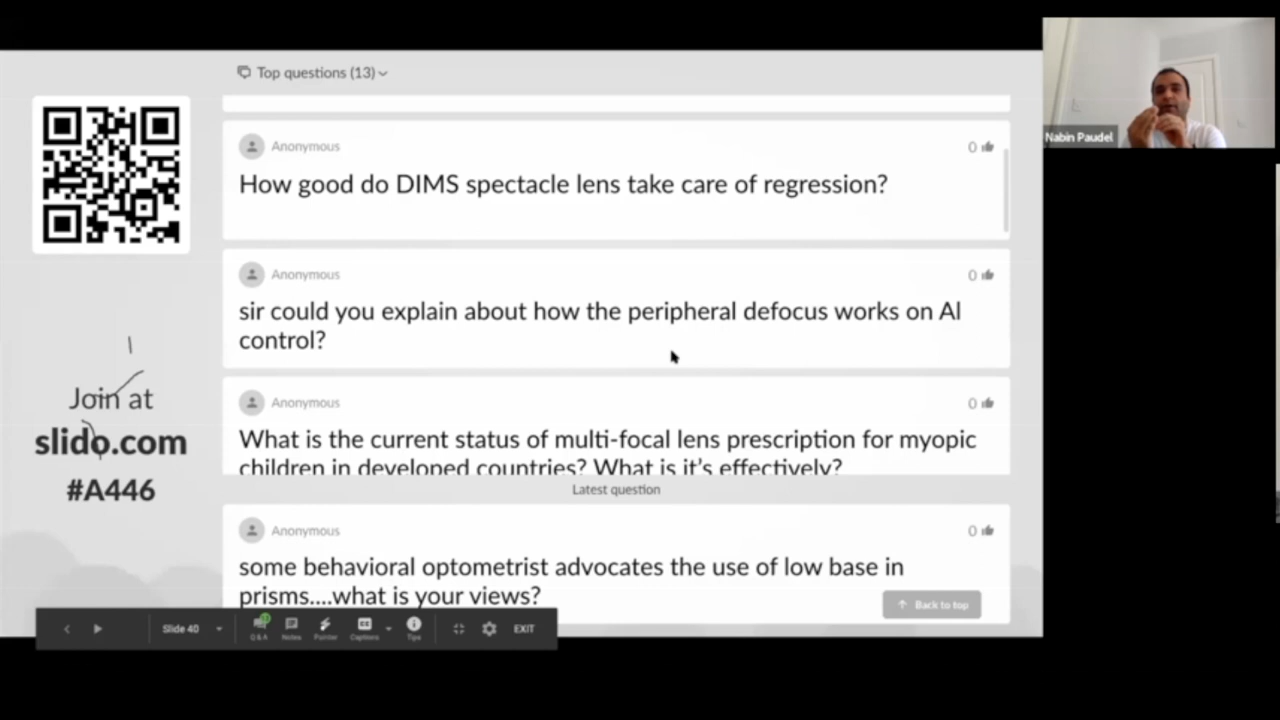 Top questions (13)
Nabin Paudel
Anonymous
0
How good do DIMS spectacle lens take care of regression?
Anonymous
0
sir could you explain about how the peripheral defocus works on Al
control?
Anonymous
0
What is the current status of multi-focal lens prescription for myopic
children in developed countries? What is it's effectively?
Join at
slido.com
#A446
Latest question
Anonymous
0
some behavioral optometrist advocates the use of low base in
prisms....what is your views?
Back to top
Slide 40
Q&A
Notes
Pointer
Captions
Tips
EXIT